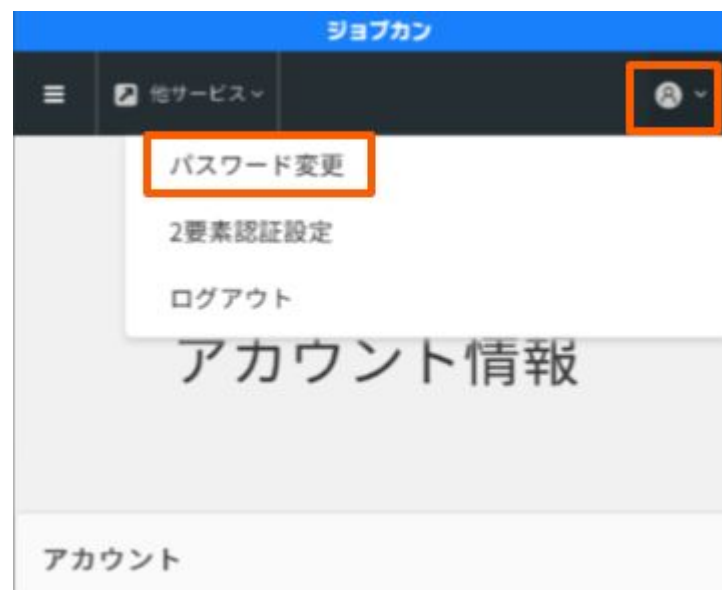 ジョブカン
他サービス
パスワード変更
2要素認証設定
ログアウト
アカウント情報
アカウント